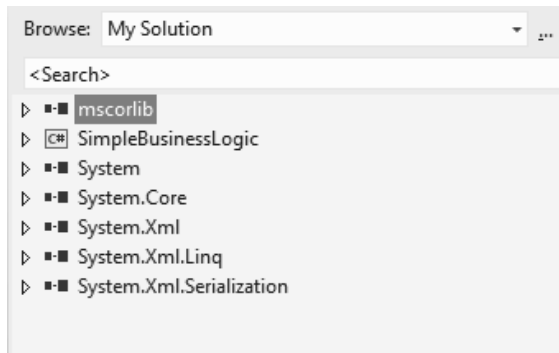 Browse: My Solution ...
<Search>
mscorlib
C# SimpleBusinessLogic
System
System.Core
System.Xml
System.Xml.Linq
System.Xml.Serialization